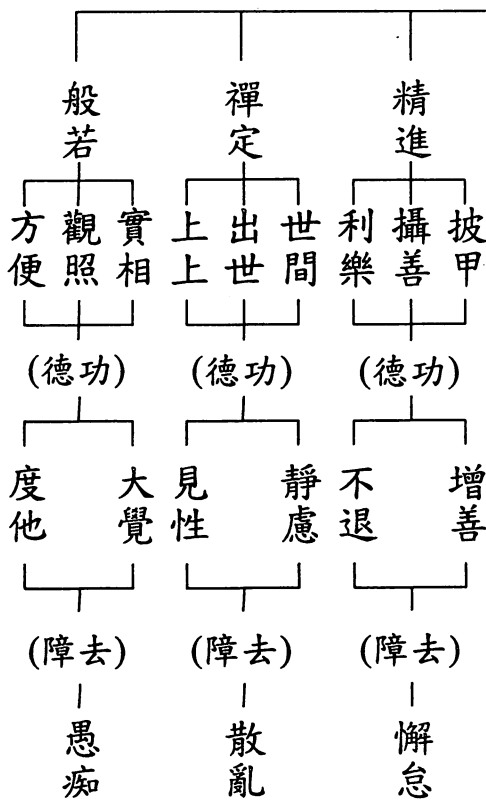 精進
披甲
攝善
利樂
(功德)
增善
不退
(去障)
懈怠
禪定
世間
出世
上上
(功德)
靜慮
見性
(去障)
散亂
般若
實相
觀照
方便
(功德)
大覺
度他
(去障)
愚痴